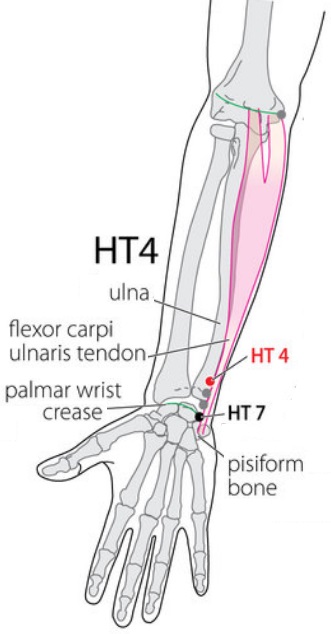 HT4
ulna
flexor carpi
ulnaris tendon
HT 4
palmar wrist
crease
HT 7
pisiform
bone